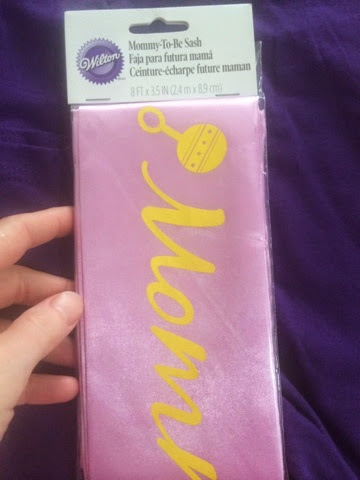 Wilton
Mommy-To-Be Sash
Faja para futura mamá
Ceinture-écharpe future maman
8 FT x 3.5 IN (2,4 m x 8,9 cm)
Mom